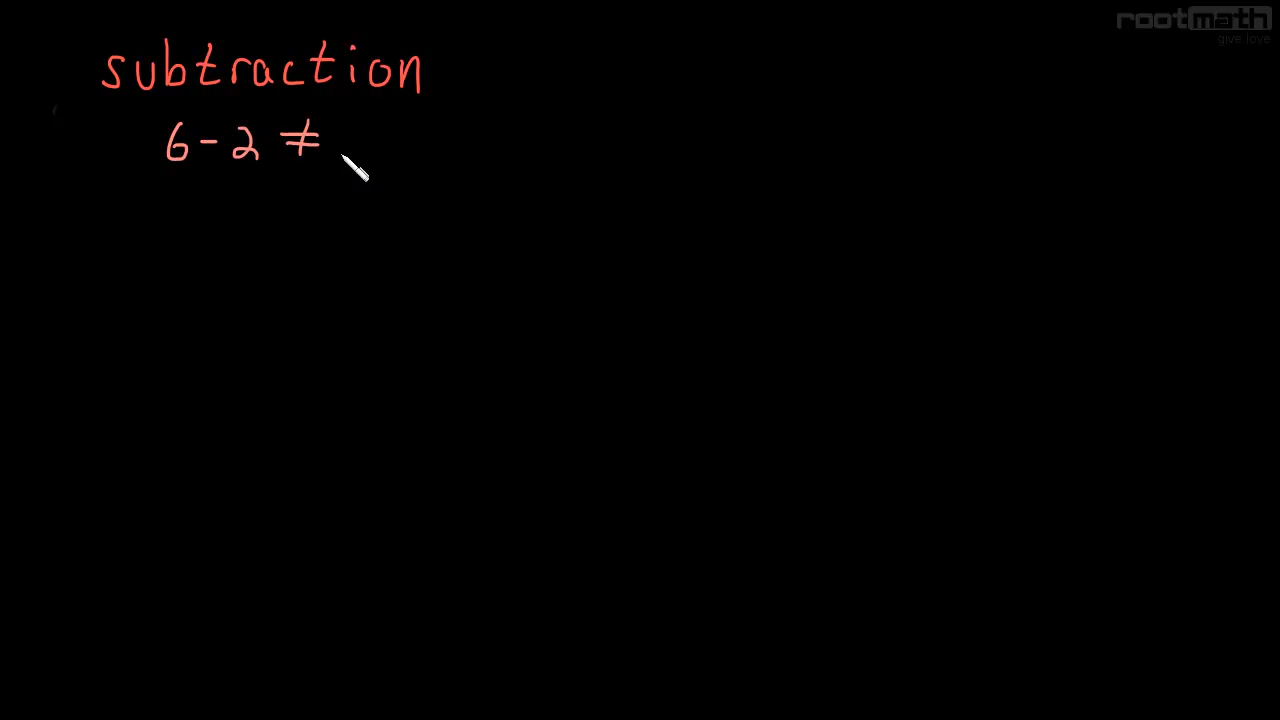 rootmath
give love
subtraction
6 - 2 ≠